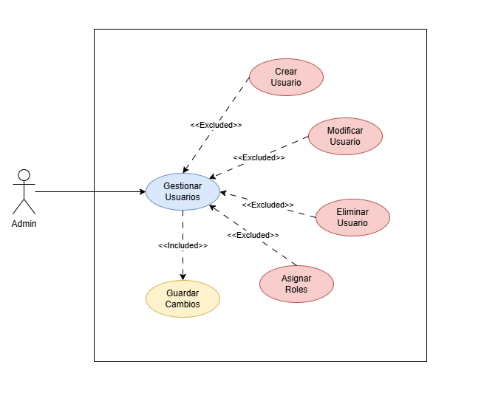 Crear
Usuario
<<Excluded>>
Modificar
Usuario
<<Excluded>>
Gestionar
Usuarios
<<Excluded>>
Eliminar
Usuario
Admin
<<Excluded>>
<<Included>>
Asignar
Roles
Guardar
Cambios